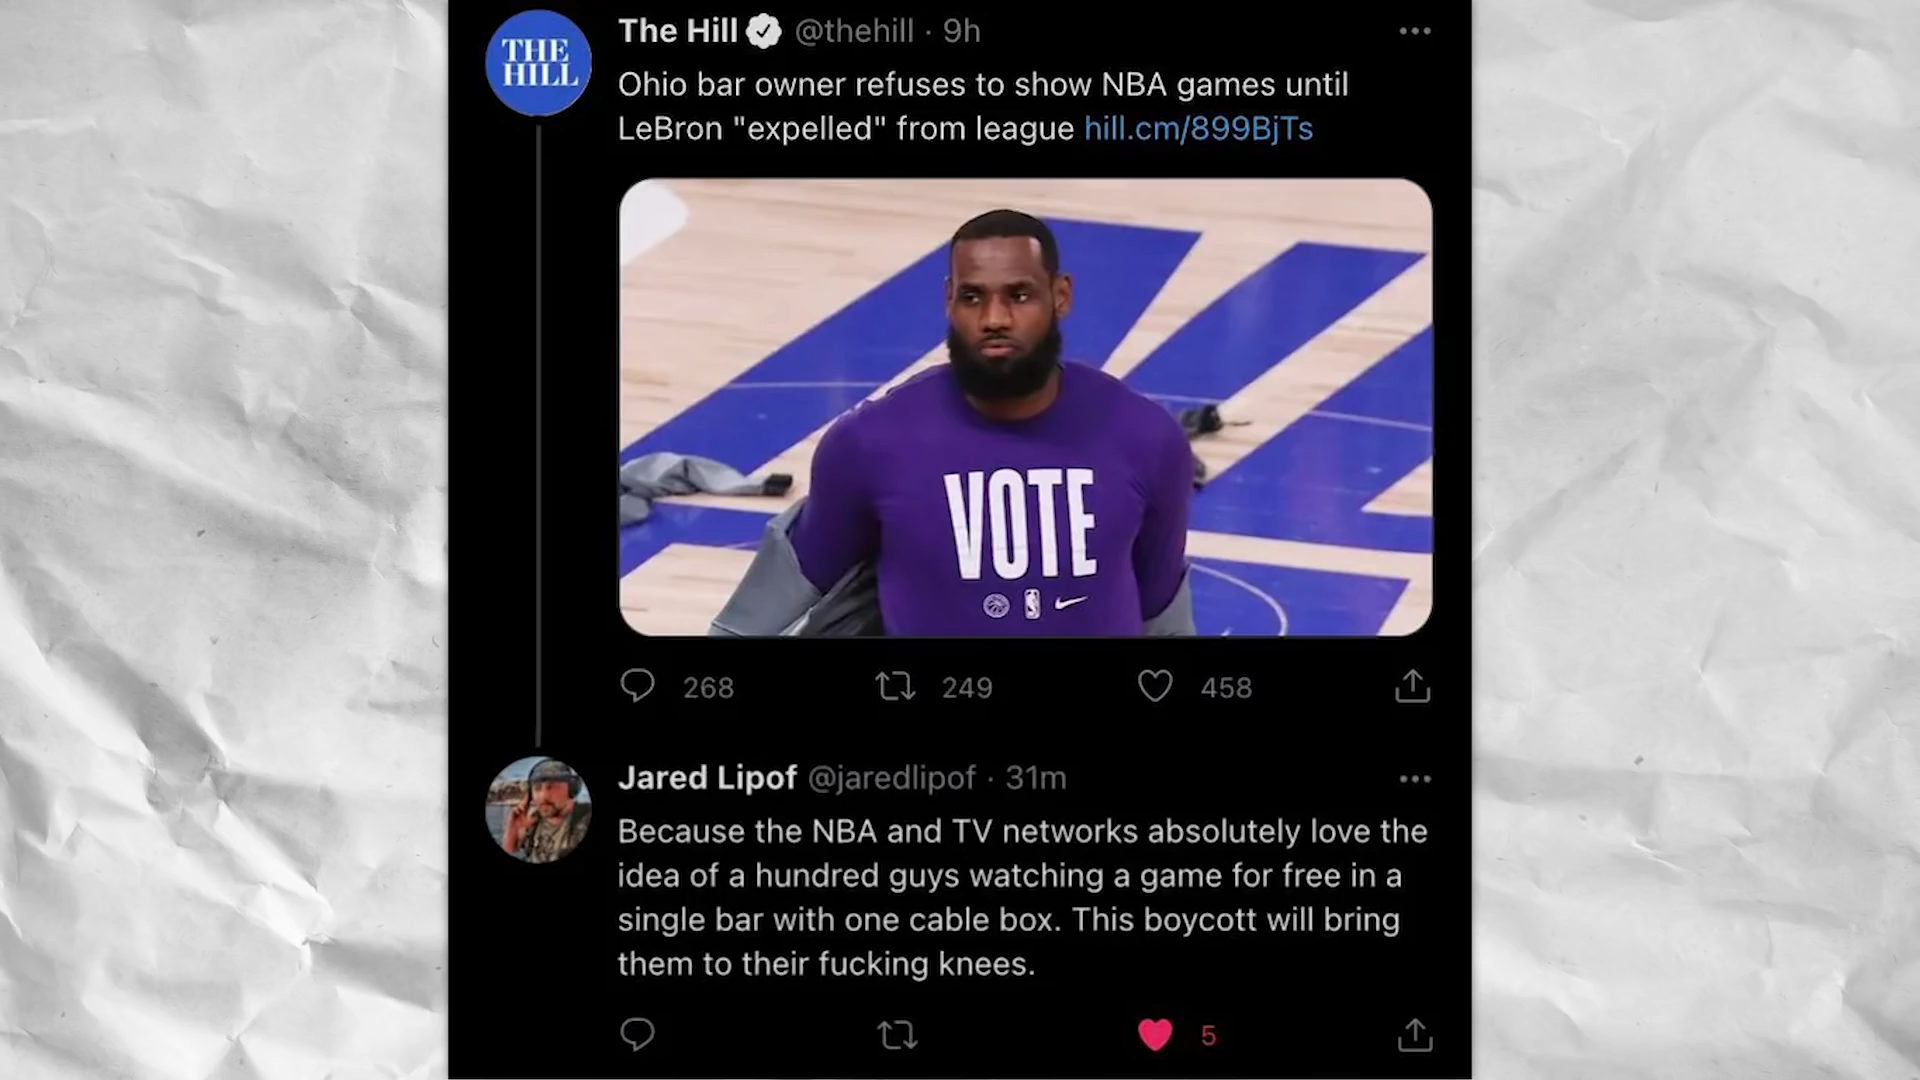 THE
HILL
The Hill @thehill · 9h
Ohio bar owner refuses to show NBA games until
LeBron "expelled" from league hill.cm/899BjTs
VOTE
268 249 458
Jared Lipof @jaredlipof · 31m
Because the NBA and TV networks absolutely love the
idea of a hundred guys watching a game for free in a
single bar with one cable box. This boycott will bring
them to their fucking knees.
5